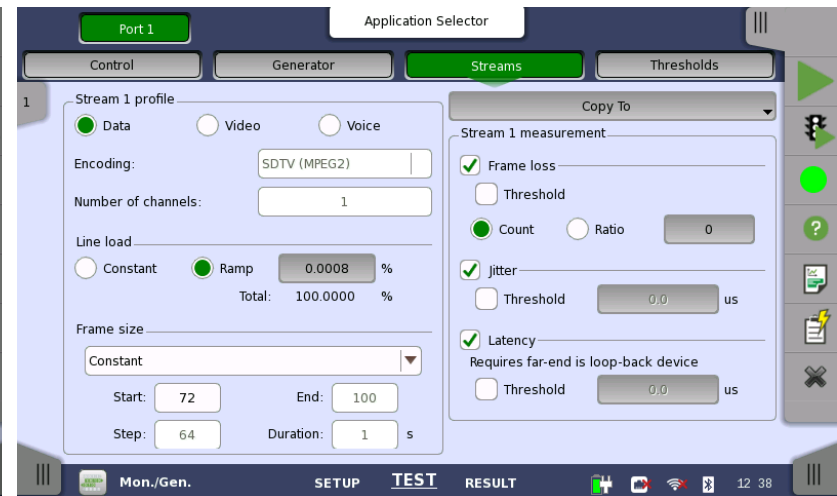 Port 1
Application Selector
Control
Generator
Streams
Thresholds
1
Stream 1 profile
Data
Video
Voice
Encoding:
SDTV (MPEG2)
Number of channels:
1
Line load
Constant
Ramp
0.0008
%
Total:
100.0000
%
Frame size
Constant
Start:
72
End:
100
Step:
64
Duration:
1
s
Copy To
Stream 1 measurement
Frame loss
Threshold
Count
Ratio
0
Jitter
Threshold
0.0
us
Latency
Requires far-end is loop-back device
Threshold
0.0
us
?
Mon./Gen.
SETUP
TEST
RESULT
12 38